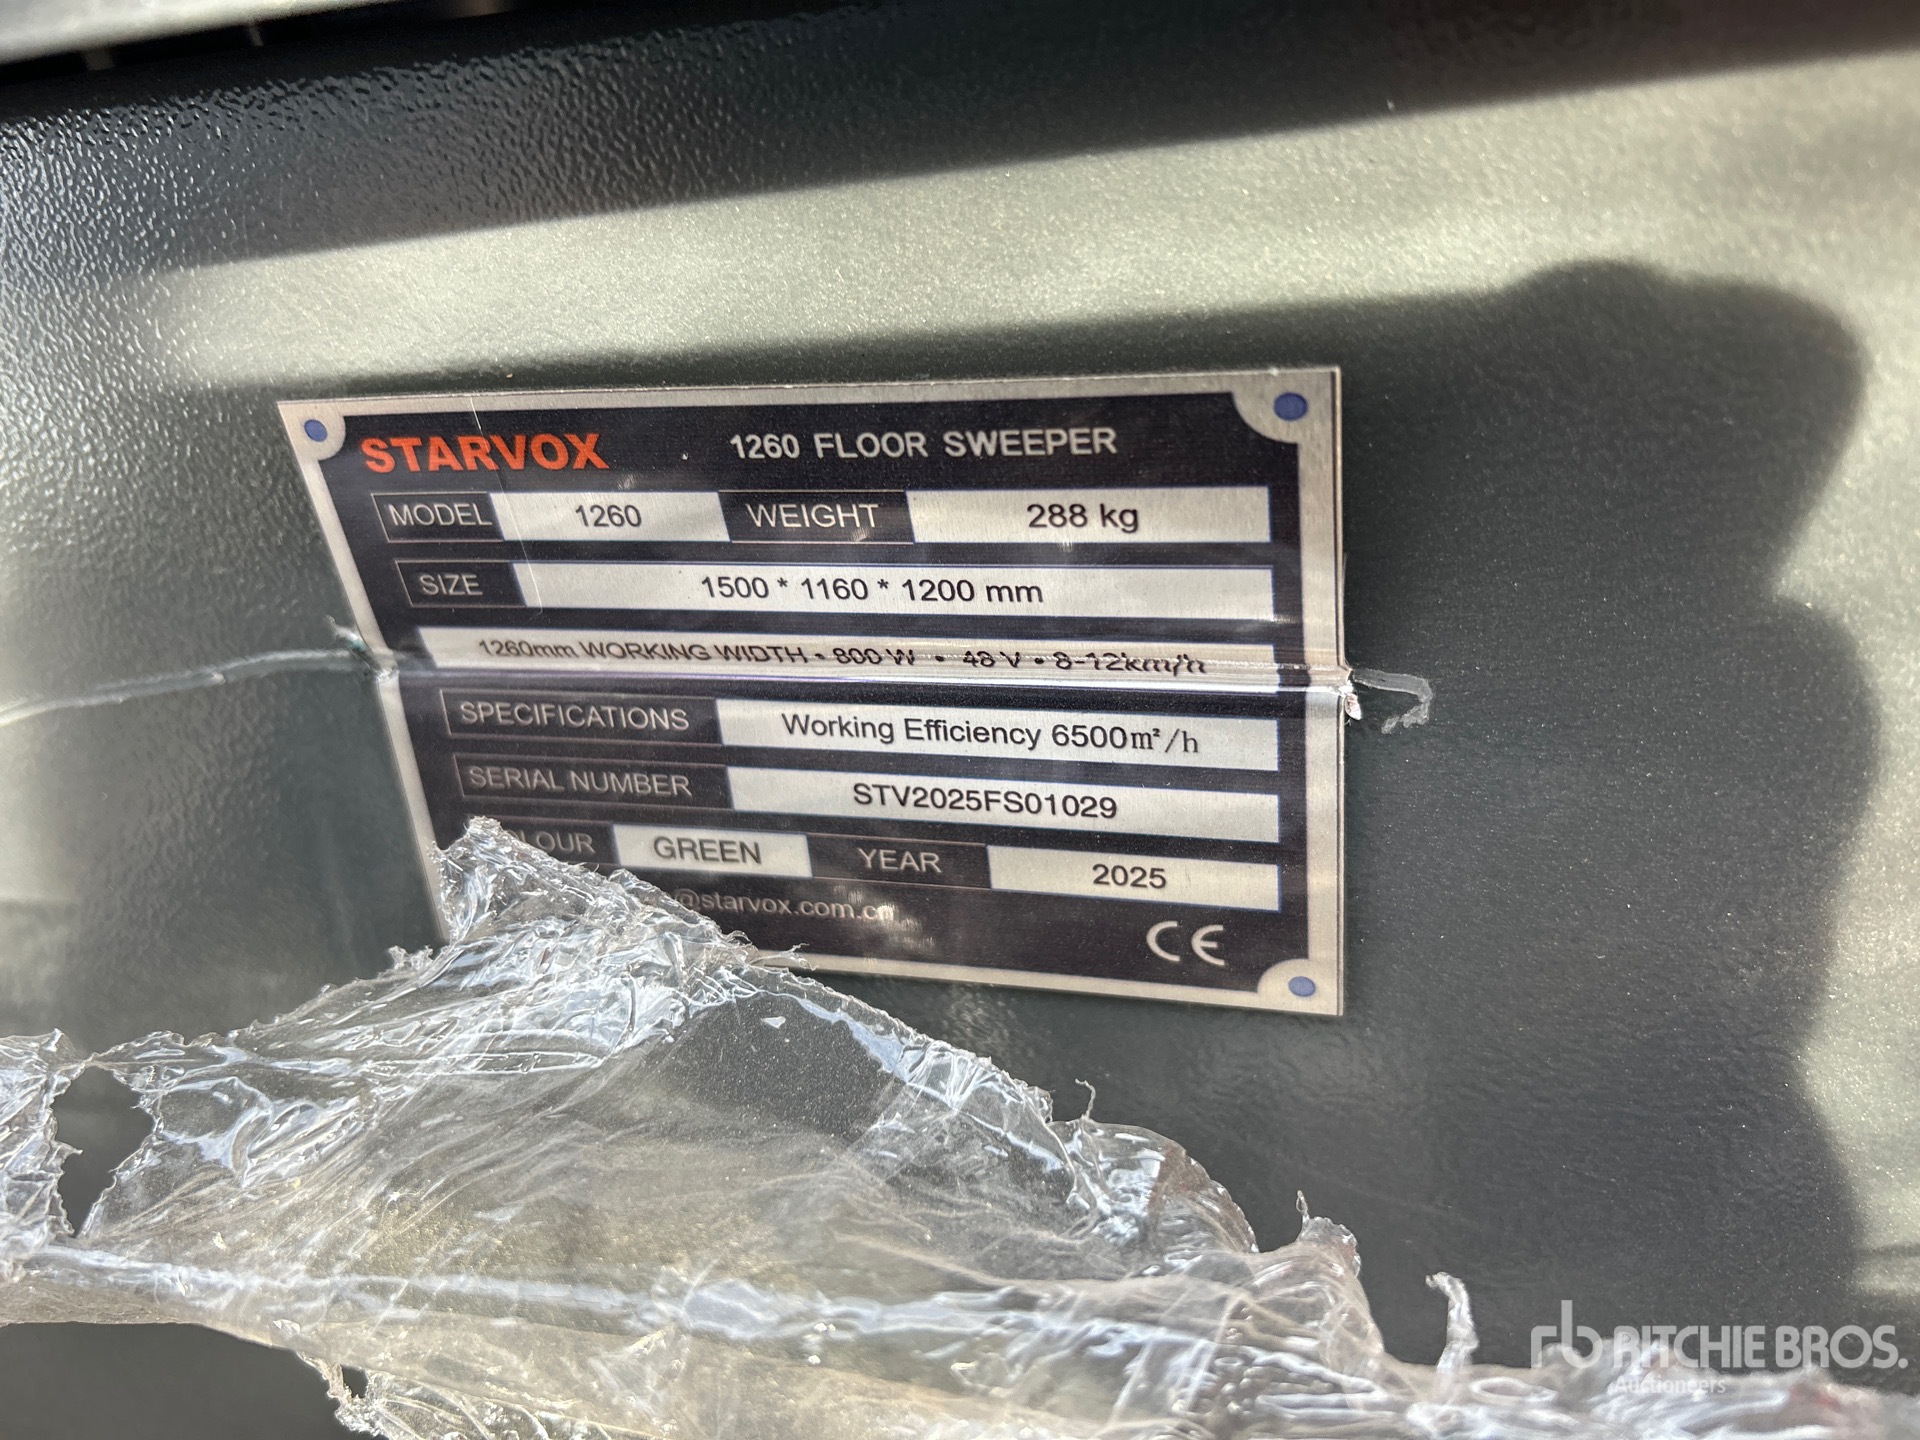 STARVOX 1260 FLOOR SWEEPER
MODEL 1260 WEIGHT 288 kg
SIZE 1500 * 1160 * 1200 mm
1260mm WORKING WIDTH • 800 W • 48 V • 8-12km/h
SPECIFICATIONS Working Efficiency 6500m²/h
SERIAL NUMBER STV2025FS01029
GREEN YEAR 2025
@starvox.com.cn
CE
rb RITCHIE BROS.
Auctioneers